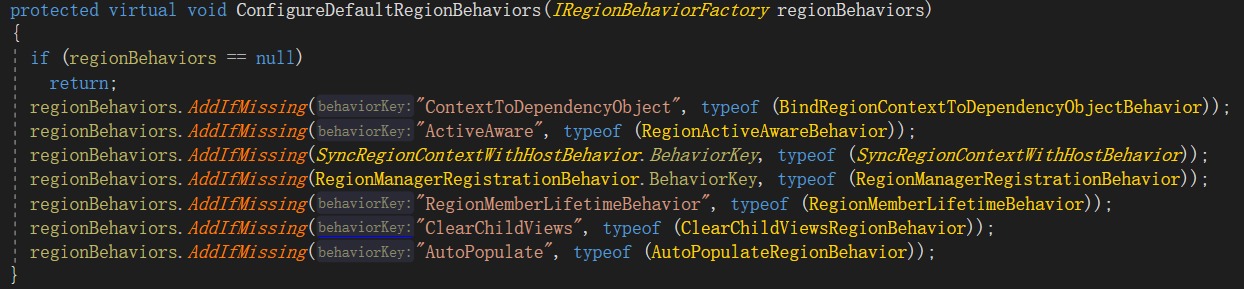 protected virtual void ConfigureDefaultRegionBehaviors(IRegionBehaviorFactory regionBehaviors)
{
if (regionBehaviors == null)
return;
regionBehaviors.AddIfMissing(behaviorKey:"ContextToDependencyObject", typeof (BindRegionContextToDependencyObjectBehavior));
regionBehaviors.AddIfMissing(behaviorKey:"ActiveAware", typeof (RegionActiveAwareBehavior));
regionBehaviors.AddIfMissing(SyncRegionContextWithHostBehavior.BehaviorKey, typeof (SyncRegionContextWithHostBehavior));
regionBehaviors.AddIfMissing(RegionManagerRegistrationBehavior.BehaviorKey, typeof (RegionManagerRegistrationBehavior));
regionBehaviors.AddIfMissing(behaviorKey:"RegionMemberLifetimeBehavior", typeof (RegionMemberLifetimeBehavior));
regionBehaviors.AddIfMissing(behaviorKey:"ClearChildViews", typeof (ClearChildViewsRegionBehavior));
regionBehaviors.AddIfMissing(behaviorKey:"AutoPopulate", typeof (AutoPopulateRegionBehavior));
}